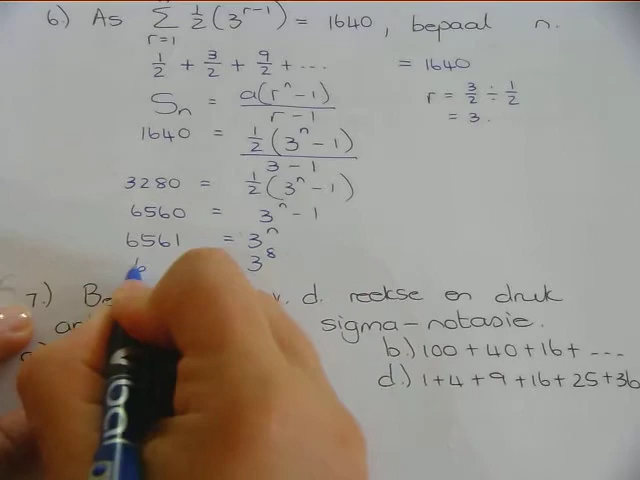 6.) As Σ r=1 ½(3^(r-1)) = 1640, bepaal n.
1/2 + 3/2 + 9/2 + ... = 1640
Sn = a(r^n - 1) / r - 1
r = 3/2 ÷ 1/2
= 3.
1640 = ½(3^n - 1) / 3 - 1
3280 = ½(3^n - 1)
6560 = 3^n - 1
6561 = 3^n
3^8
7.) Be v.d. reekse en druk
sigma-notasie.
b.) 100 + 40 + 16 + ---
d.) 1 + 4 + 9 + 16 + 25 + 36